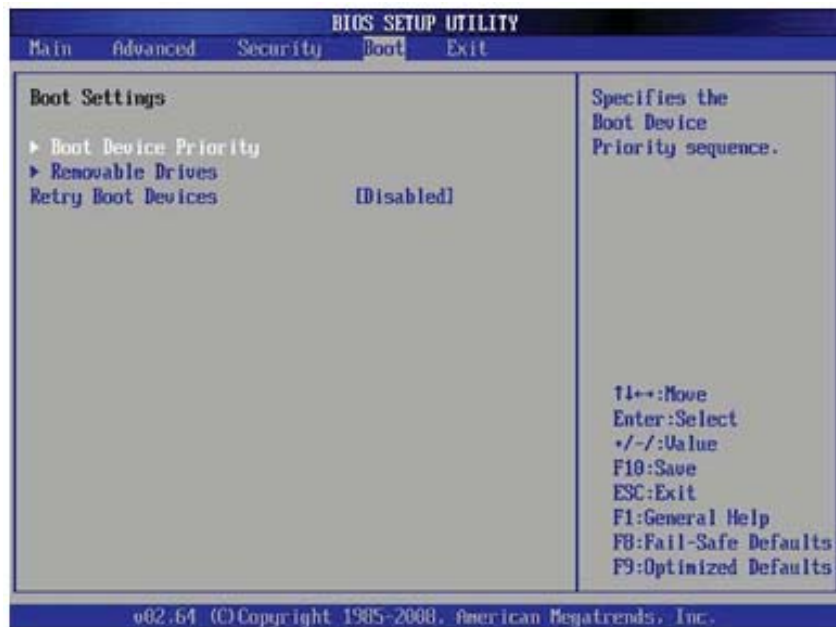 BIOS SETUP UTILITY
Main Advanced Security Boot Exit
Boot Settings
▶ Boot Device Priority
▶ Removable Drives
Retry Boot Devices [Disabled]
Specifies the
Boot Device
Priority sequence.
↑↓←→:Move
Enter:Select
+/-/:Value
F10:Save
ESC:Exit
F1:General Help
F8:Fail-Safe Defaults
F9:Optimized Defaults
v02.64 (C)Copyright 1985-2008, American Megatrends, Inc.